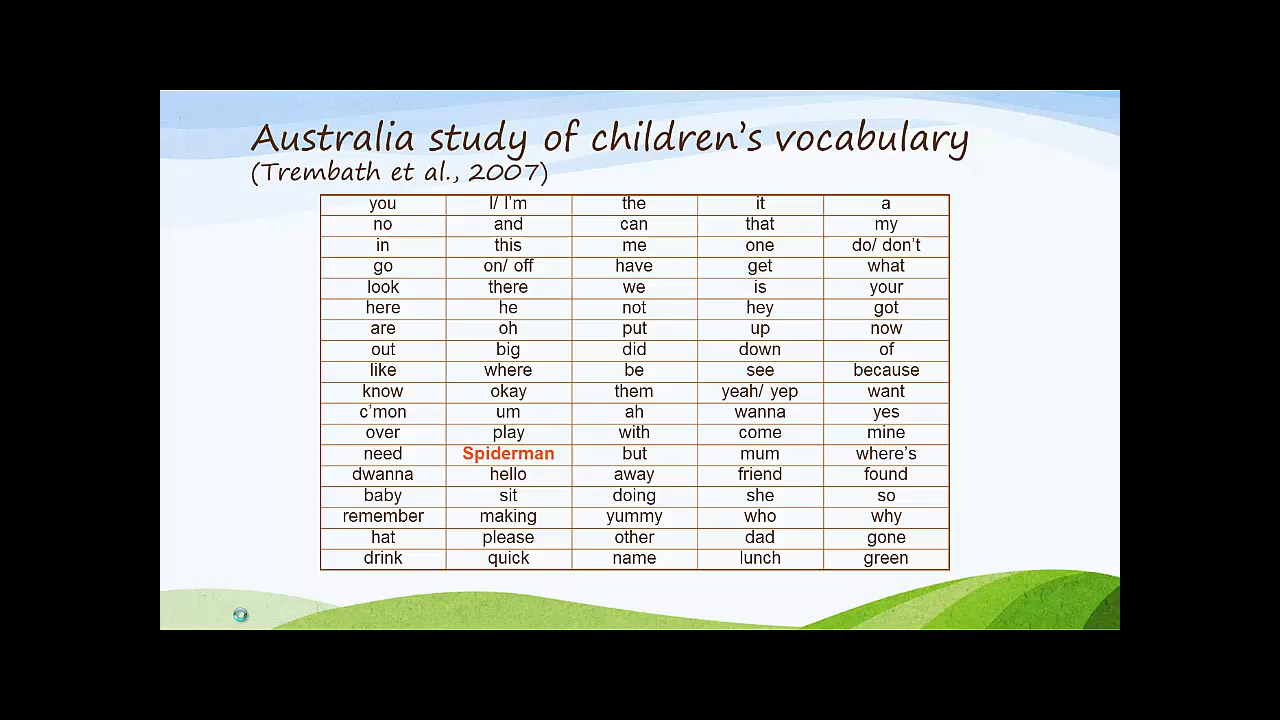 Australia study of children's vocabulary
(Trembath et al., 2007)
you I/ I'm the it a
no and can that my
in this me one do/ don't
go on/ off have get what
look there we is your
here he not hey got
are oh put up now
out big did down of
like where be see because
know okay them yeah/ yep want
c'mon um ah wanna yes
over play with come mine
need Spiderman but mum where's
dwanna hello away friend found
baby sit doing she so
remember making yummy who why
hat please other dad gone
drink quick name lunch green